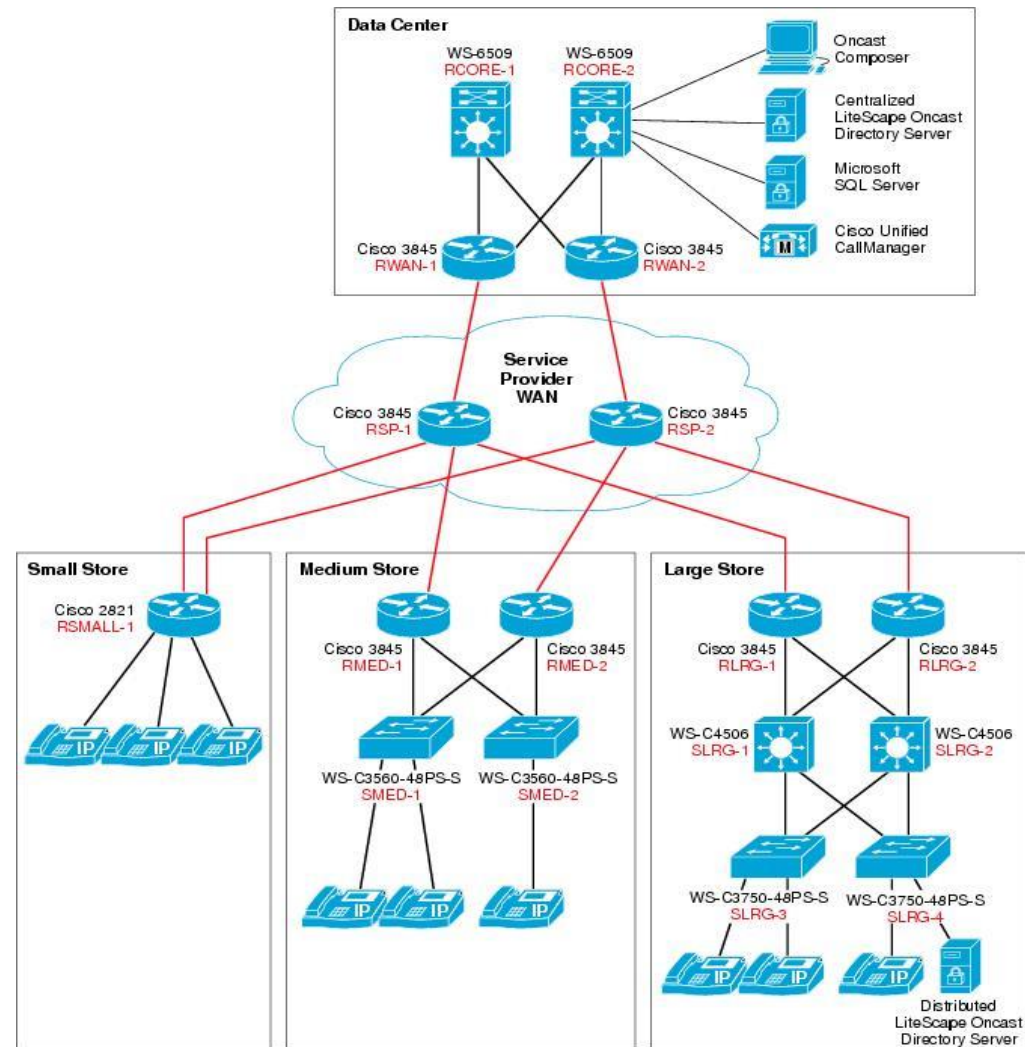 Data Center
WS-6509
RCORE-1
WS-6509
RCORE-2
Oncast
Composer
Centralized
LiteScape Oncast
Directory Server
Microsoft
SQL Server
M
Cisco Unified
CallManager
Cisco 3845
RWAN-1
Cisco 3845
RWAN-2
Service
Provider
WAN
Cisco 3845
RSP-1
Cisco 3845
RSP-2
Small Store
Cisco 2821
RSMALL-1
IP
IP
IP
Medium Store
Cisco 3845
RMED-1
Cisco 3845
RMED-2
WS-C3560-48PS-S
SMED-1
WS-C3560-48PS-S
SMED-2
IP
IP
IP
Large Store
Cisco 3845
RLRG-1
Cisco 3845
RLRG-2
WS-C4506
SLRG-1
WS-C4506
SLRG-2
WS-C3750-48PS-S
SLRG-3
WS-C3750-48PS-S
SLRG-4
IP
IP
IP
Distributed
LiteScape Oncast
Directory Server